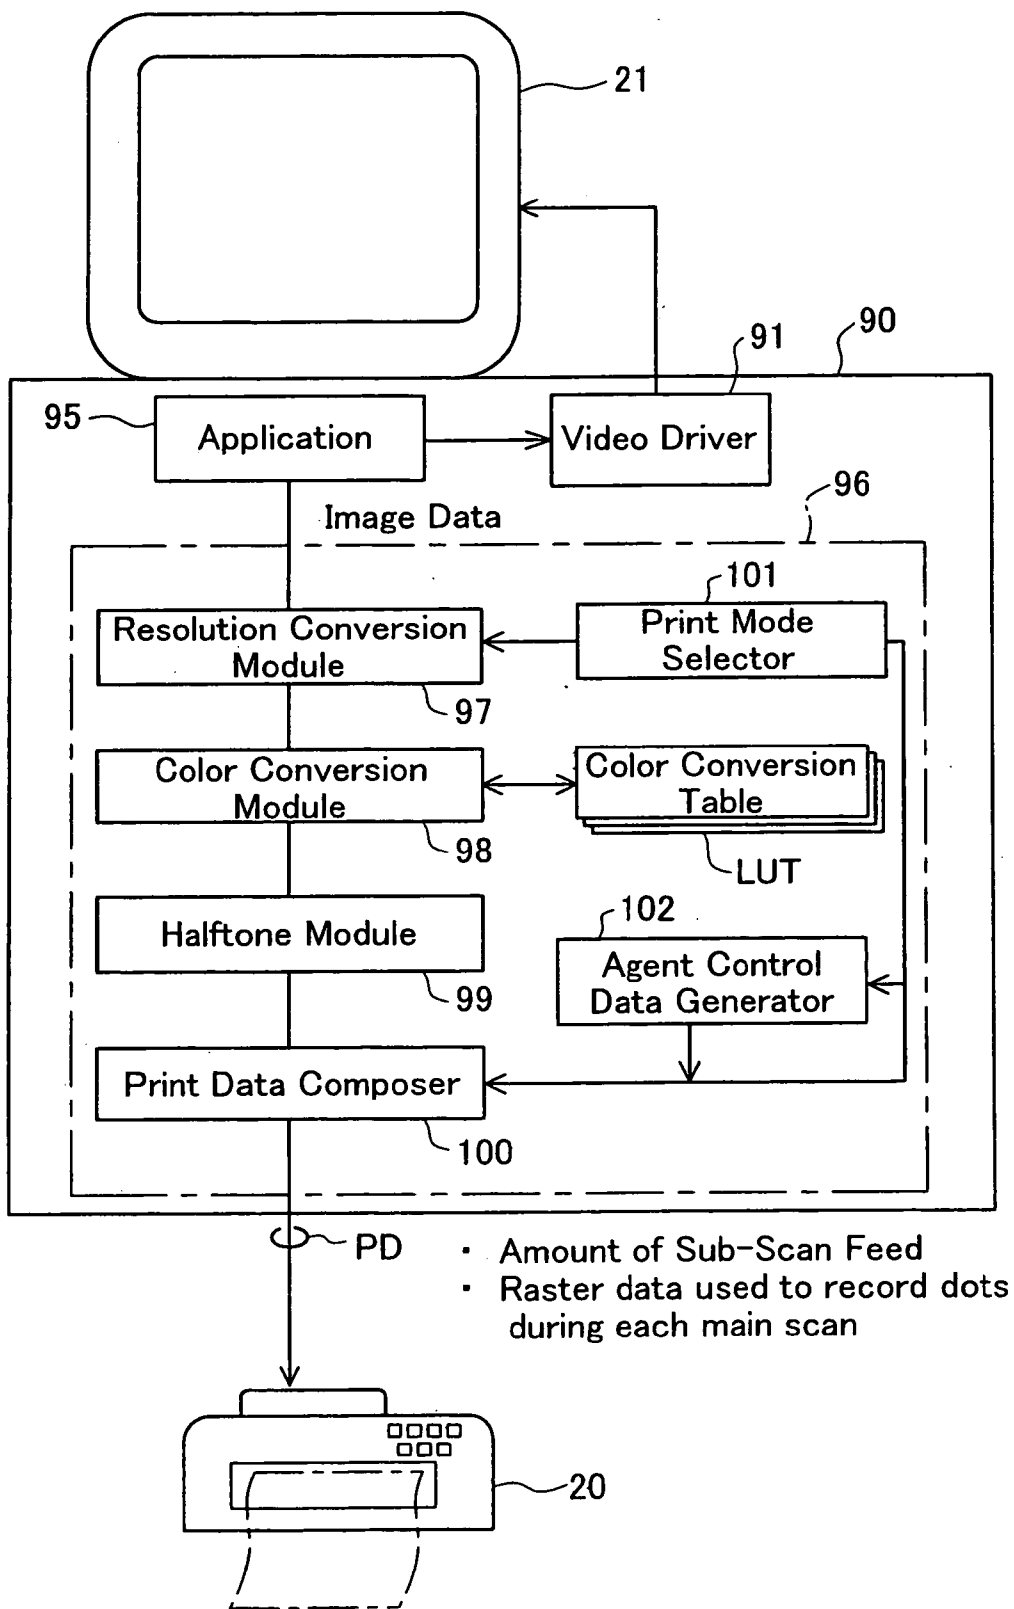 21
90
91
95
Application
Video Driver
96
Image Data
101
Resolution Conversion
Module
Print Mode
Selector
97
Color Conversion
Module
Color Conversion
Table
98
LUT
102
Halftone Module
Agent Control
Data Generator
99
Print Data Composer
100
PD
・ Amount of Sub-Scan Feed
・ Raster data used to record dots
during each main scan
20